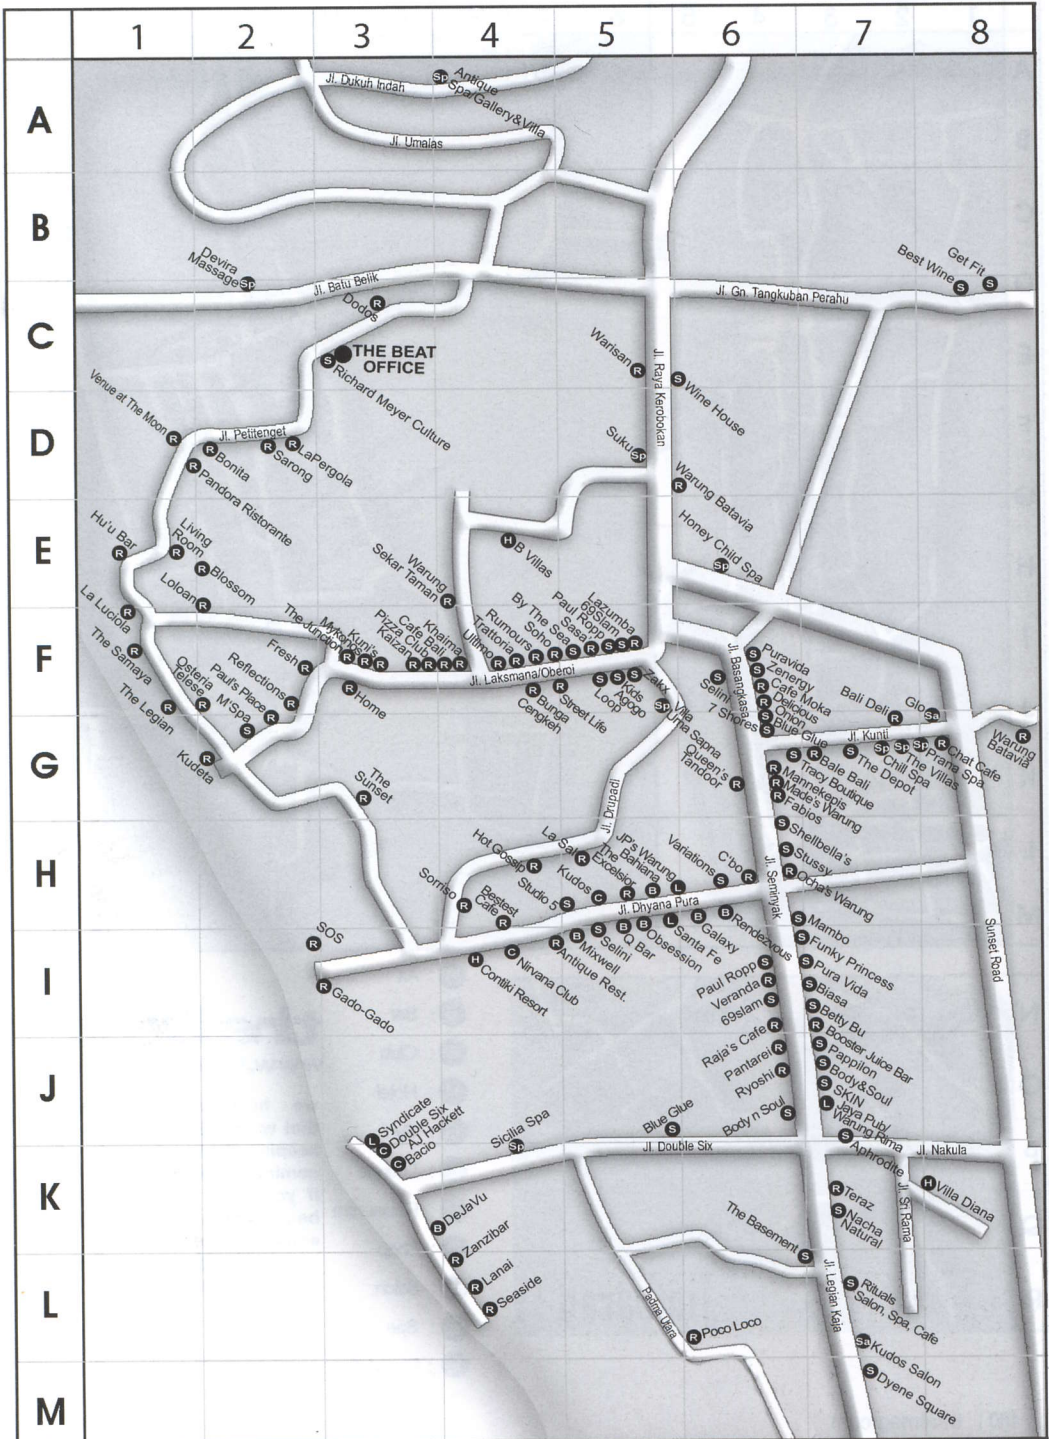 1 2 3 4 5 6 7 8
A
B
C
D
E
F
G
H
I
J
K
L
M
Jl. Dukuh Indah
Sp
Antique
Spa/Gallery&Villa
Jl. Umalas
Devira
Massage
Sp
Jl. Batu Belik
Dodos
R
Best Wine
S
Get Fit
S
Jl. Gn. Tangkuban Perahu
THE BEAT
OFFICE
S
Richard Meyer Culture
Warisan
R
Jl. Raya Kerobokan
S
Wine House
Venue at The Moon
R
Jl. Petitenget
R
Bonita
R
Sarong
R
LaPergola
R
Pandora Ristorante
Suku
Sp
R
Warung Batavia
Hu'u Bar
R
Living
Room
R
R
Blossom
Loloan
R
Warung
Sekar Taman
R
H
B Villas
Honey Child Spa
Sp
La Luciola
R
The Samaya
R
The Legian
R
Osteria
Telese
R
Paul's Place
R
M Spa
S
Reflections
R
Fresh
R
Kudeta
R
The Junction
Mykonos
Kuni's
Kaizan
Pizza Club
Cafe Bali
Khaima
Ultimo
Trattoria
Rumours
Soho
By The Sea
Sasa
Paul Ropp
69Slam
Lazumba
Jl. Laksmana/Oberoi
R
Home
Bunga
Cengkeh
Street Life
Loop
Agogo
Kids
Zakx
Villa
Uma Sapna
Sp
Jl. Basangkasa
Selini
7 Shores
Puravida
Zenergy
Cafe Moka
Delicious
Onion
Blue Glue
Bali Deli
R
Glo
Sa
Jl. Kunti
Warung
Batavia
R
Tracy Boutique
Bale Bali
The Depot
Chill Spa
The Villas
Prana Spa
Chat Cafe
Queen's
Tandoor
R
Mannekepis
Made's Warung
Fabios
Shellbella's
Stussy
Ocha's Warung
The
Sunset
R
Jl. Drupadi
Hot Gossip
R
La Sal
R
Sorriso
R
Bestest
Cafe
R
Studio 5
S
Kudos
C
Excelsior
The Bahiana
JP's Warung
Variations
S
C'bo
R
Jl. Dhyana Pura
Jl. Seminyak
SOS
R
R
Gado-Gado
R
Contiki Resort
C
Nirvana Club
Antique Rest.
Mixwell
Selini
Q Bar
Obsession
Santa Fe
Galaxy
Rendezvous
S
Mambo
S
Funky Princess
Pura Vida
Biasa
Betty Bu
Booster Juice Bar
Pappilon
Body&Soul
SKIN
Jaya Pub/
Warung Rima
Aphrodite
Paul Ropp
Veranda
69slam
Raja's Cafe
Pantarei
Ryoshi
Body n Soul
Sunset Road
Syndicate
Double Six
AJ Hackett
Bacio
Sicilia Spa
Sp
Blue Glue
S
Jl. Double Six
Jl. Nakula
Jl. Sri Rama
H
Villa Diana
B
DeJaVu
R
Zanzibar
R
Lanai
R
Seaside
R
Teraz
S
Nacha
Natural
The Basement
S
Jl. Legian Kaja
S
Rituals
Salon, Spa, Cafe
Padma Utara
R
Poco Loco
Sa
Kudos Salon
S
Dyene Square